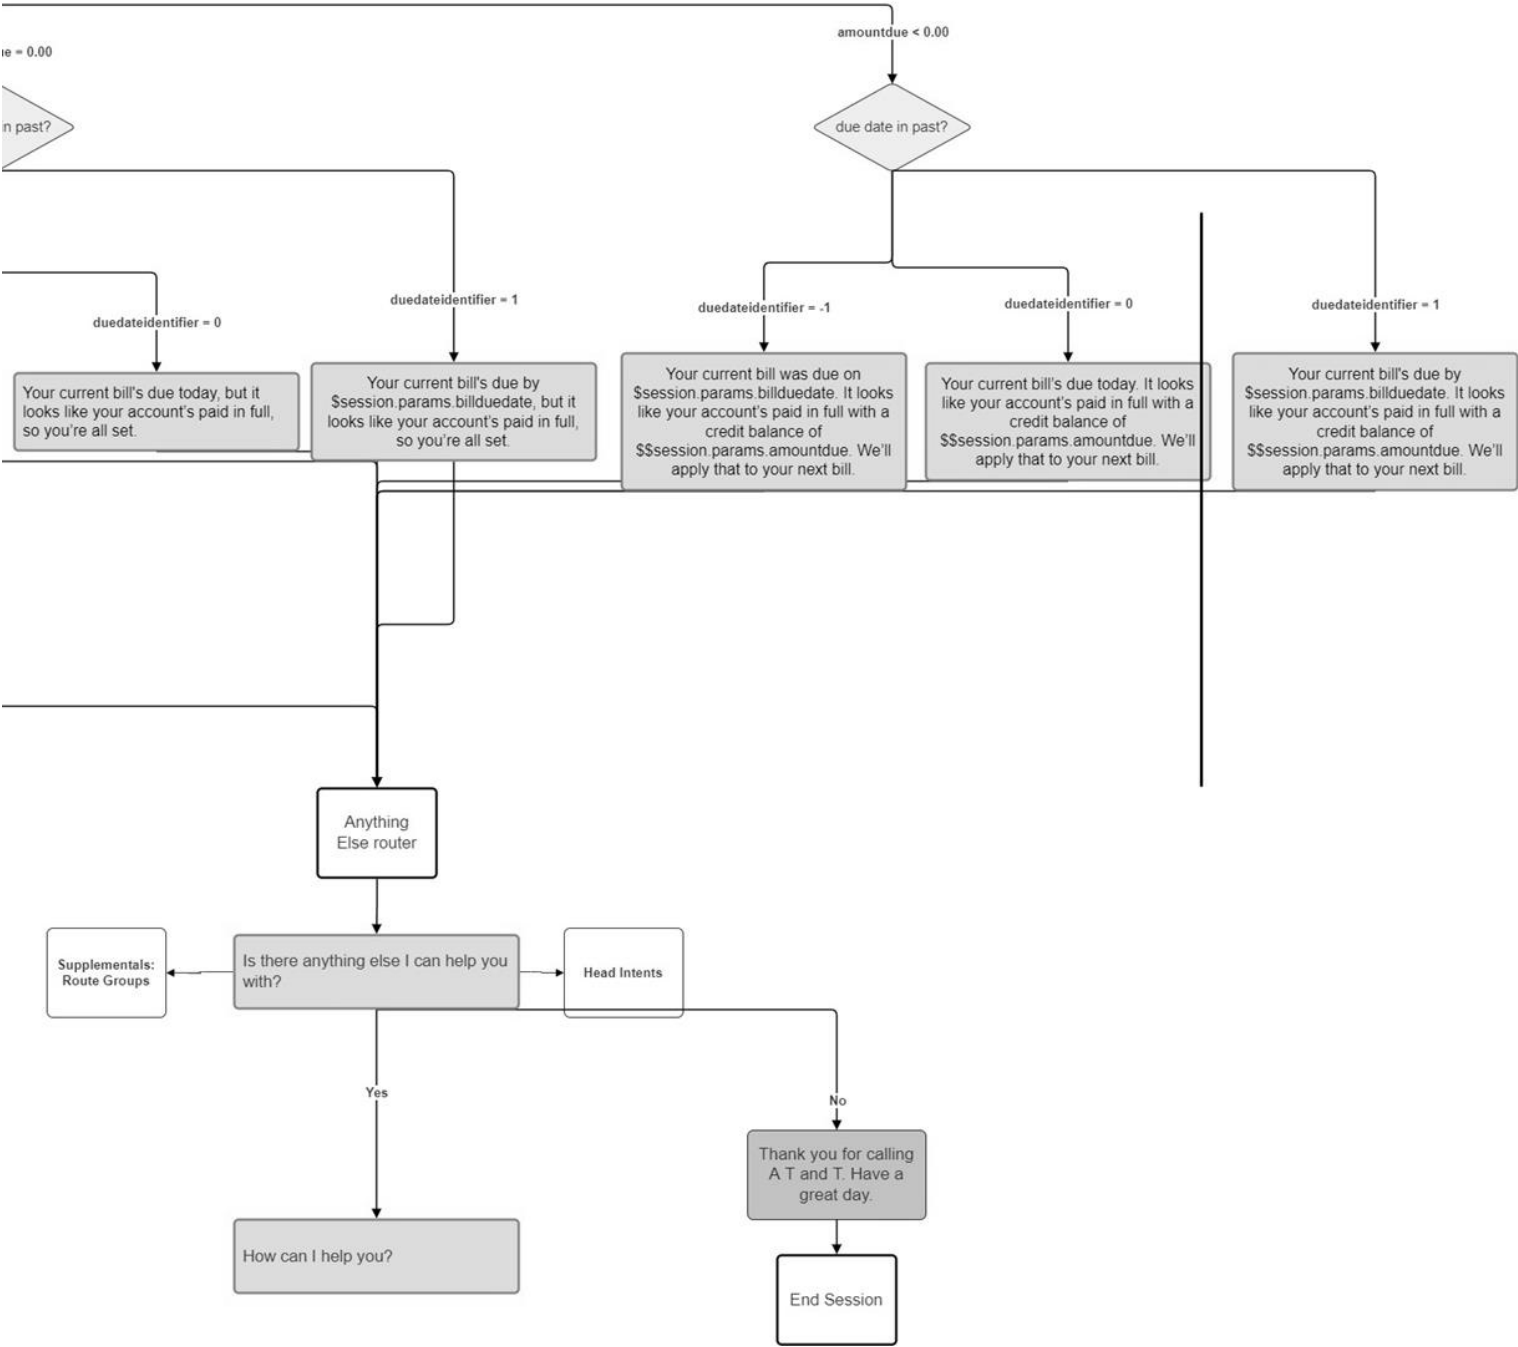 amountdue < 0.00
= 0.00
n past?
due date in past?
duedateidentifier = 1
duedateidentifier = -1
duedateidentifier = 0
duedateidentifier = 1
duedateidentifier = 0
Your current bill's due today, but it
looks like your account's paid in full,
so you're all set.
Your current bill's due by
$session.params.billduedate, but it
looks like your account's paid in full,
so you're all set.
Your current bill was due on
$session.params.billduedate. It looks
like your account's paid in full with a
credit balance of
$$session.params.amountdue. We'll
apply that to your next bill.
Your current bill's due today. It looks
like your account's paid in full with a
credit balance of
$$session.params.amountdue. We'll
apply that to your next bill.
Your current bill's due by
$session.params.billduedate. It looks
like your account's paid in full with a
credit balance of
$$session.params.amountdue. We'll
apply that to your next bill.
Anything
Else router
Supplementals:
Route Groups
Is there anything else I can help you
with?
Head Intents
Yes
No
Thank you for calling
A T and T. Have a
great day.
How can I help you?
End Session